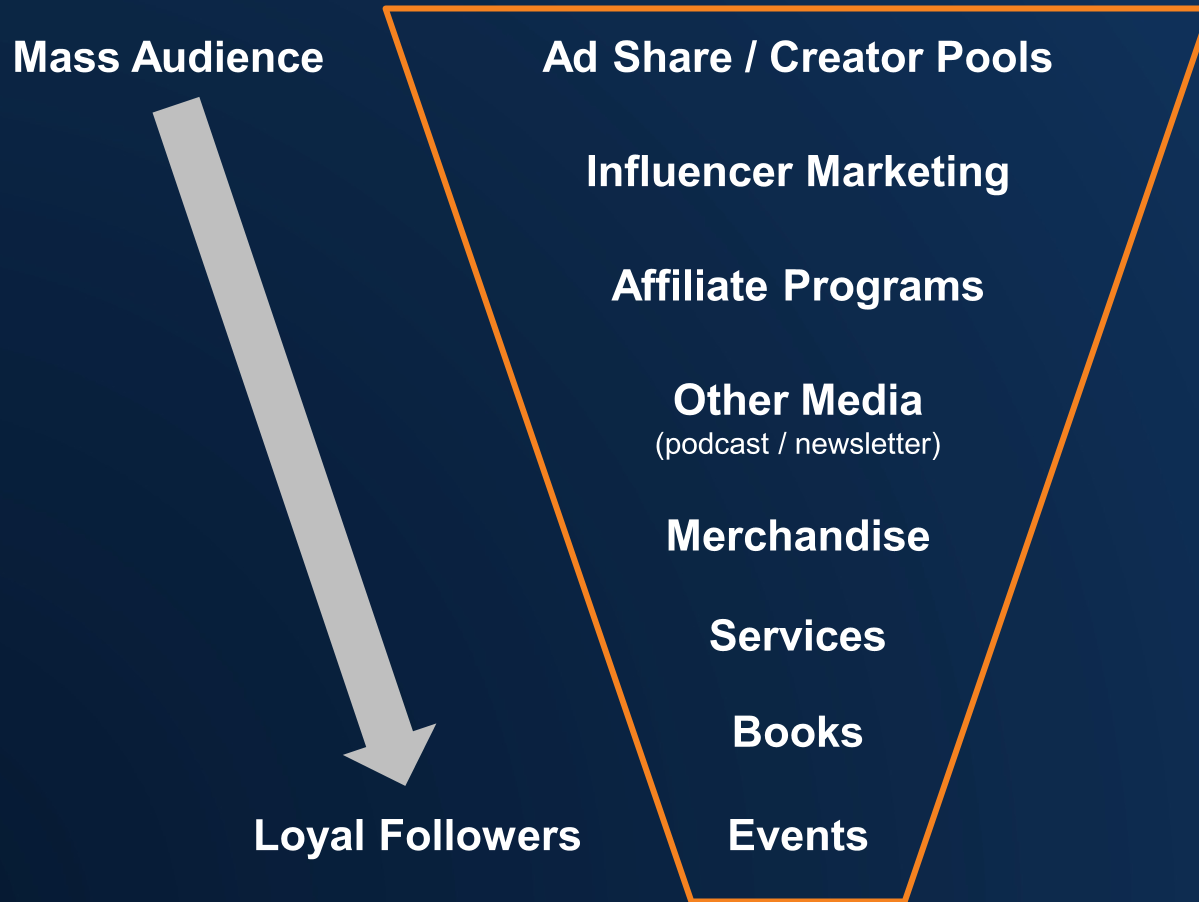 Mass Audience
Ad Share / Creator Pools
Influencer Marketing
Affiliate Programs
Other Media
(podcast / newsletter)
Merchandise
Services
Books
Loyal Followers
Events